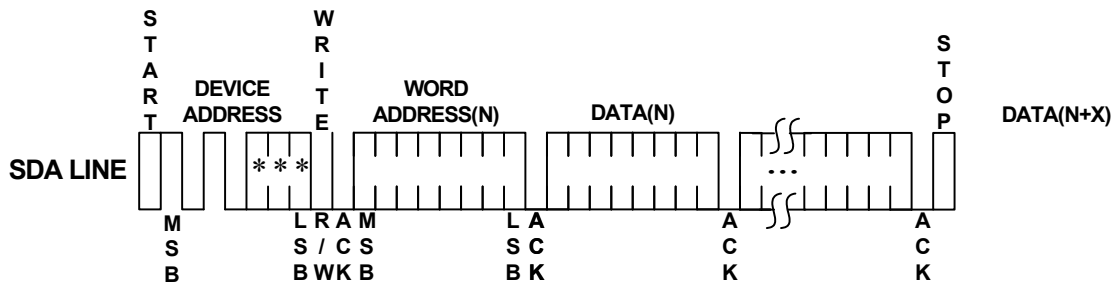 START
WRITE
STOP
DEVICE
ADDRESS
WORD
ADDRESS(N)
DATA(N)
DATA(N+X)
SDA LINE
* * *
...
MSB
LSB
R/W
ACK
MSB
LSB
ACK
ACK
ACK